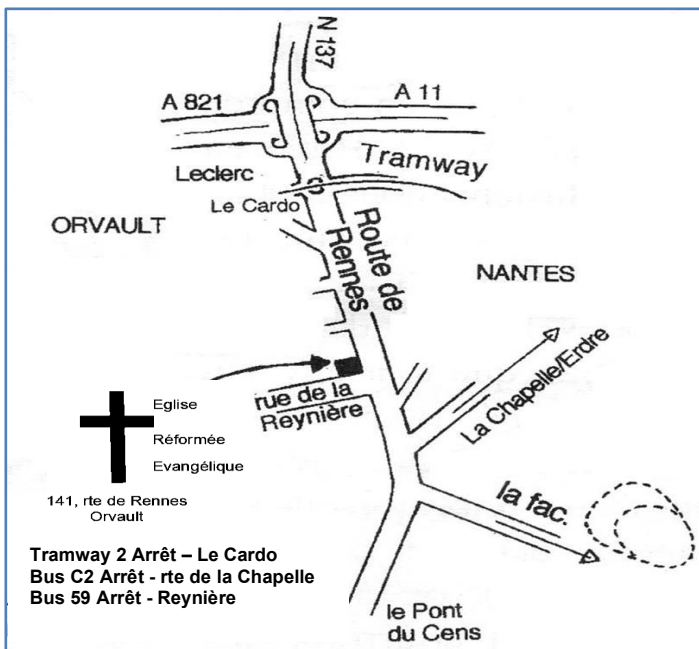 N 137
A 821
A 11
Leclerc
Tramway
Le Cardo
ORVAULT
Route de
Rennes
NANTES
La Chapelle/Erdre
rue de la
Reynière
Eglise
Réformée
Evangélique
141, rte de Rennes
Orvault
la fac.
Tramway 2 Arrêt – Le Cardo
Bus C2 Arrêt - rte de la Chapelle
Bus 59 Arrêt - Reynière
le Pont
du Cens